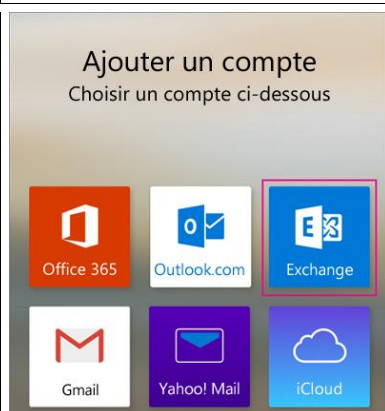 Ajouter un compte
Choisir un compte ci-dessous
Office 365
Outlook.com
Exchange
Gmail
Yahoo! Mail
iCloud